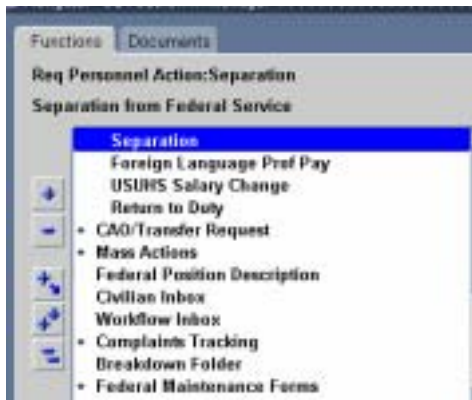 Functions Documents
Req Personnel Action:Separation
Separation from Federal Service
Separation
Foreign Language Prof Pay
USUHS Salary Change
Return to Duty
+ CAO/Transfer Request
+ Mass Actions
Federal Position Description
Civilian Inbox
Workflow Inbox
+ Complaints Tracking
Breakdown Folder
+ Federal Maintenance Forms